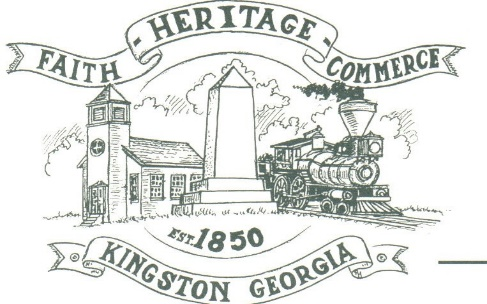 FAITH - HERITAGE - COMMERCE
EST. 1850
KINGSTON GEORGIA